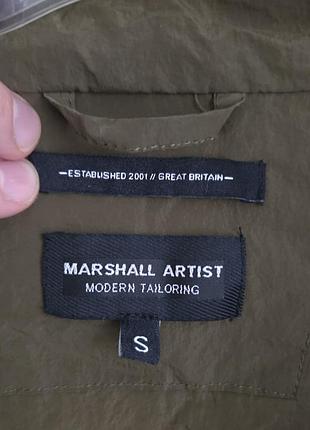 —ESTABLISHED 2001 // GREAT BRITAIN—
MARSHALL ARTIST
MODERN TAILORING
S